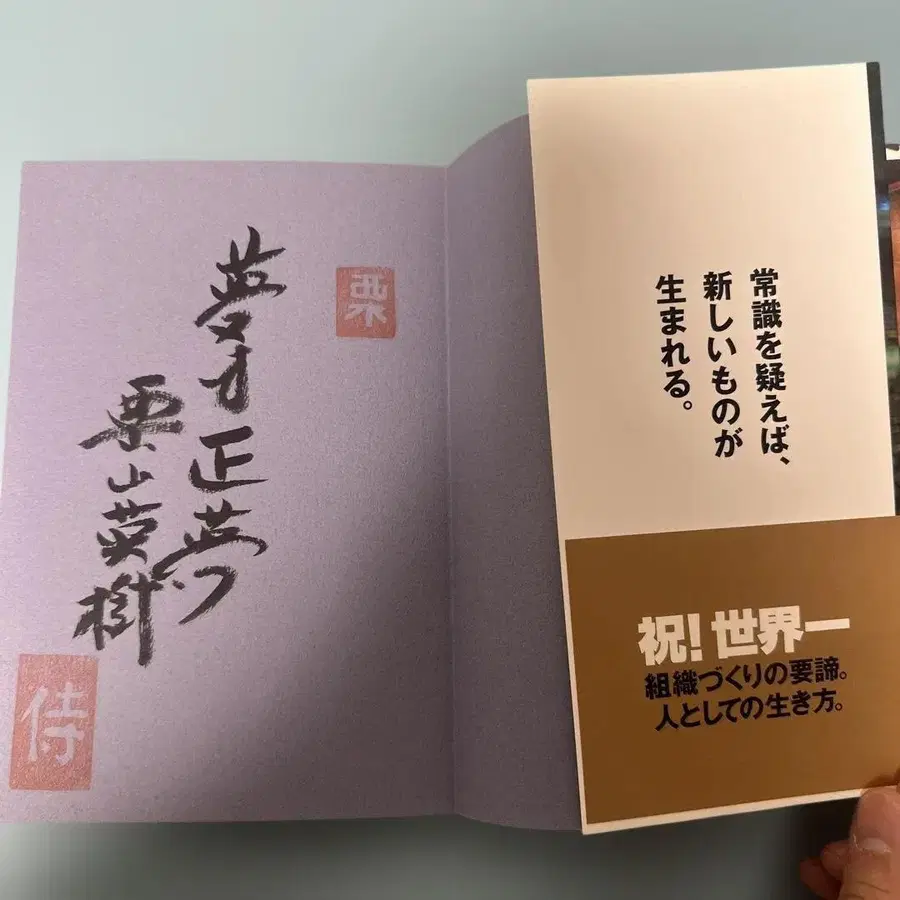 栗
夢は正夢
栗山英樹
侍
常識を疑えば、
新しいものが
生まれる。
祝！世界一
組織づくりの要諦。
人としての生き方。